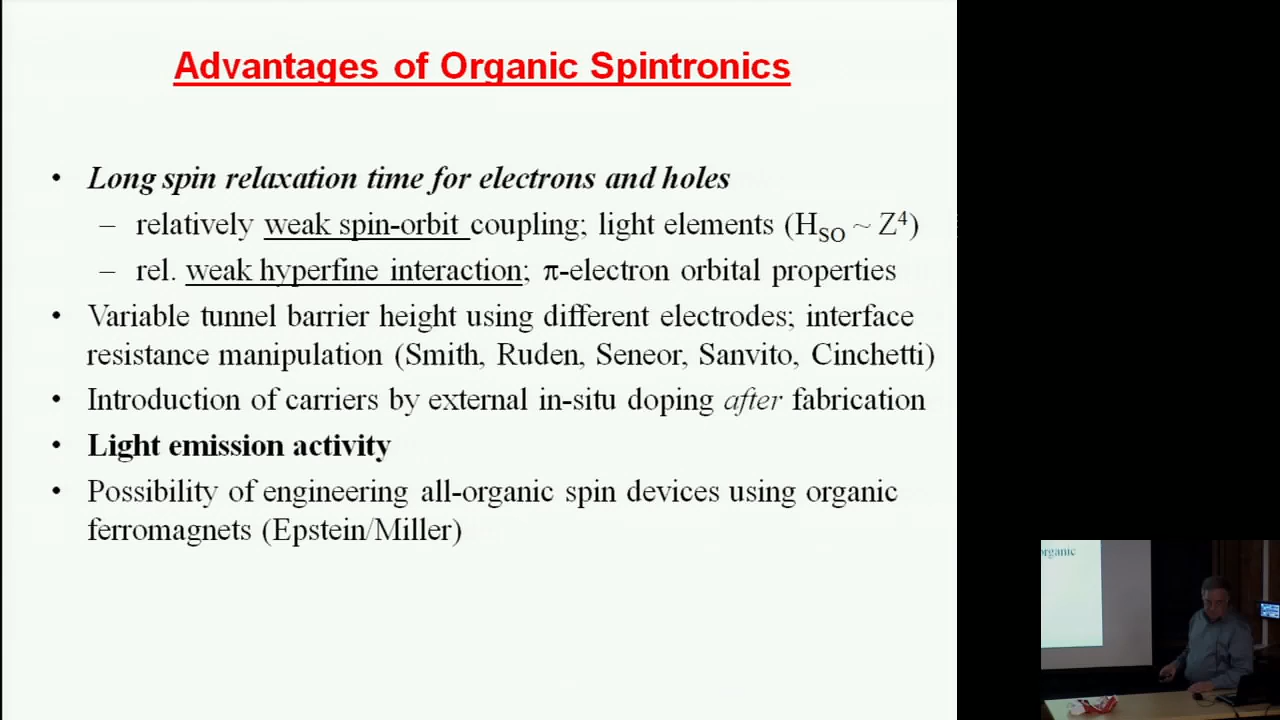 Advantages of Organic Spintronics
• Long spin relaxation time for electrons and holes
– relatively weak spin-orbit coupling; light elements (H_SO ~ Z⁴)
– rel. weak hyperfine interaction; π-electron orbital properties
• Variable tunnel barrier height using different electrodes; interface
resistance manipulation (Smith, Ruden, Seneor, Sanvito, Cinchetti)
• Introduction of carriers by external in-situ doping after fabrication
• Light emission activity
• Possibility of engineering all-organic spin devices using organic
ferromagnets (Epstein/Miller)
organic